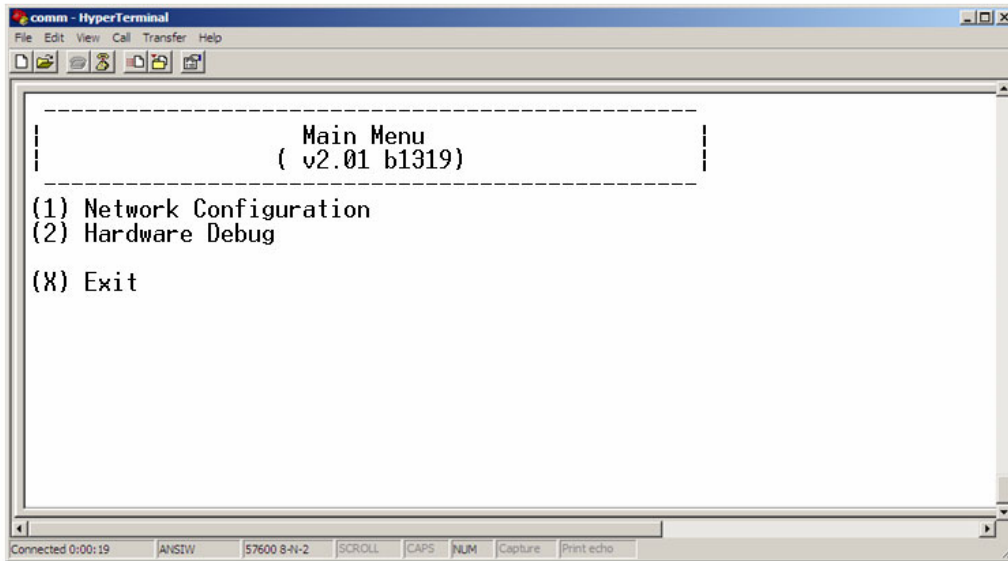 comm - HyperTerminal
File Edit View Call Transfer Help
Main Menu
( v2.01 b1319)
(1) Network Configuration
(2) Hardware Debug
(X) Exit
Connected 0:00:19 ANSIW 57600 8-N-2 SCROLL CAPS NUM Capture Print echo